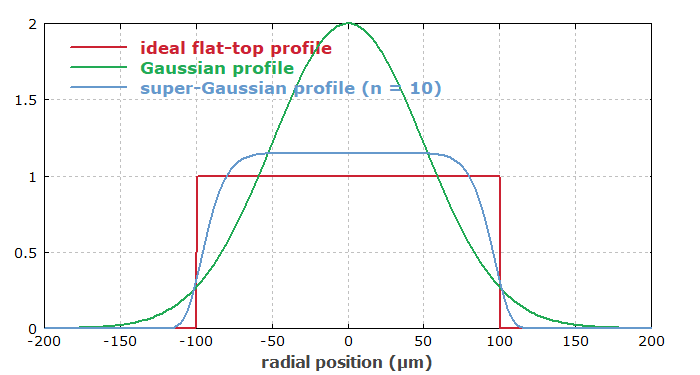 2
ideal flat-top profile
Gaussian profile
super-Gaussian profile (n = 10)
1.5
1
0.5
0
-200 -150 -100 -50 0 50 100 150 200
radial position (µm)